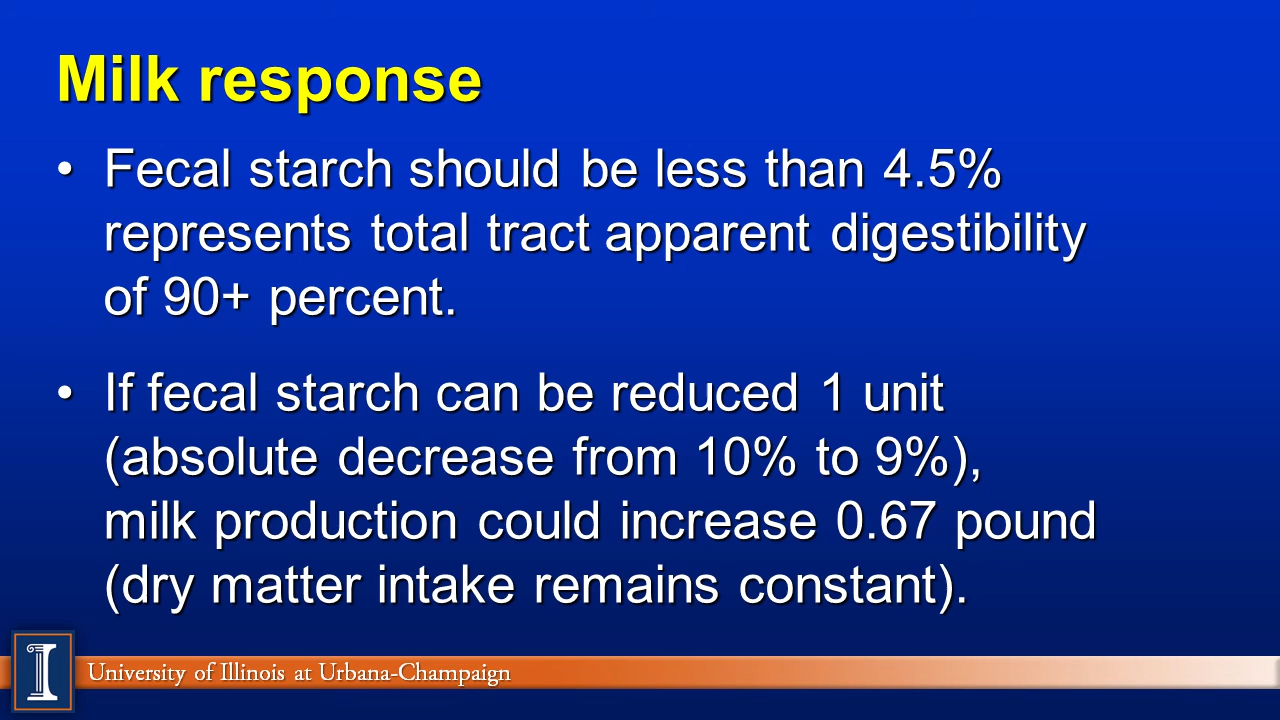 Milk response
• Fecal starch should be less than 4.5%
represents total tract apparent digestibility
of 90+ percent.
• If fecal starch can be reduced 1 unit
(absolute decrease from 10% to 9%),
milk production could increase 0.67 pound
(dry matter intake remains constant).
I
University of Illinois at Urbana-Champaign